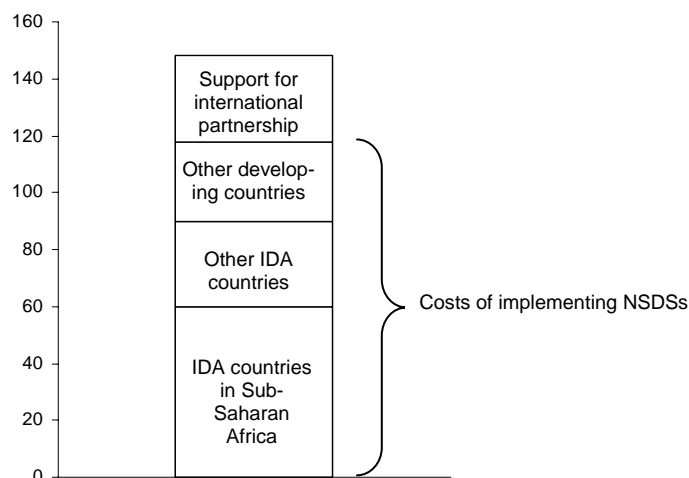 160
140
120
100
80
60
40
20
0
Support for
international
partnership
Other develop-
ing countries
Other IDA
countries
IDA countries
in Sub-
Saharan
Africa
Costs of implementing NSDSs